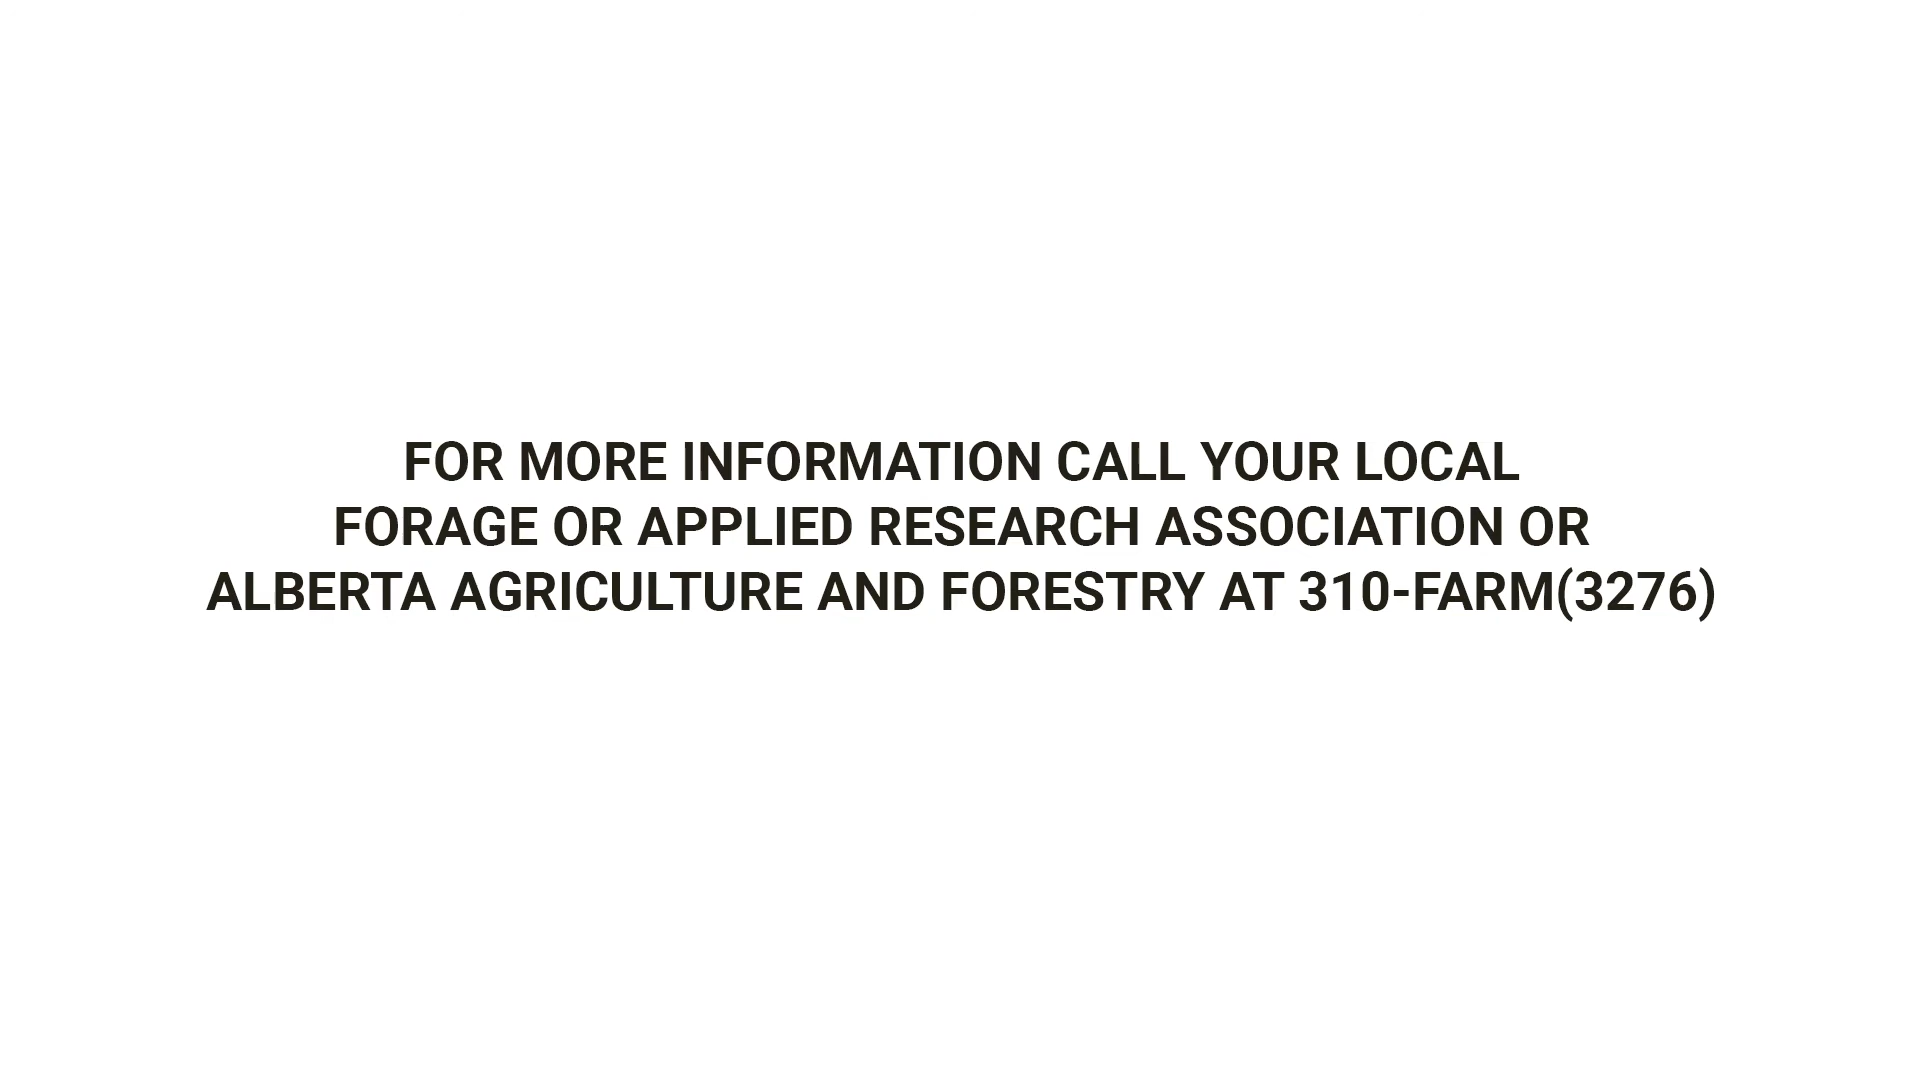 FOR MORE INFORMATION CALL YOUR LOCAL
FORAGE OR APPLIED RESEARCH ASSOCIATION OR
ALBERTA AGRICULTURE AND FORESTRY AT 310-FARM(3276)